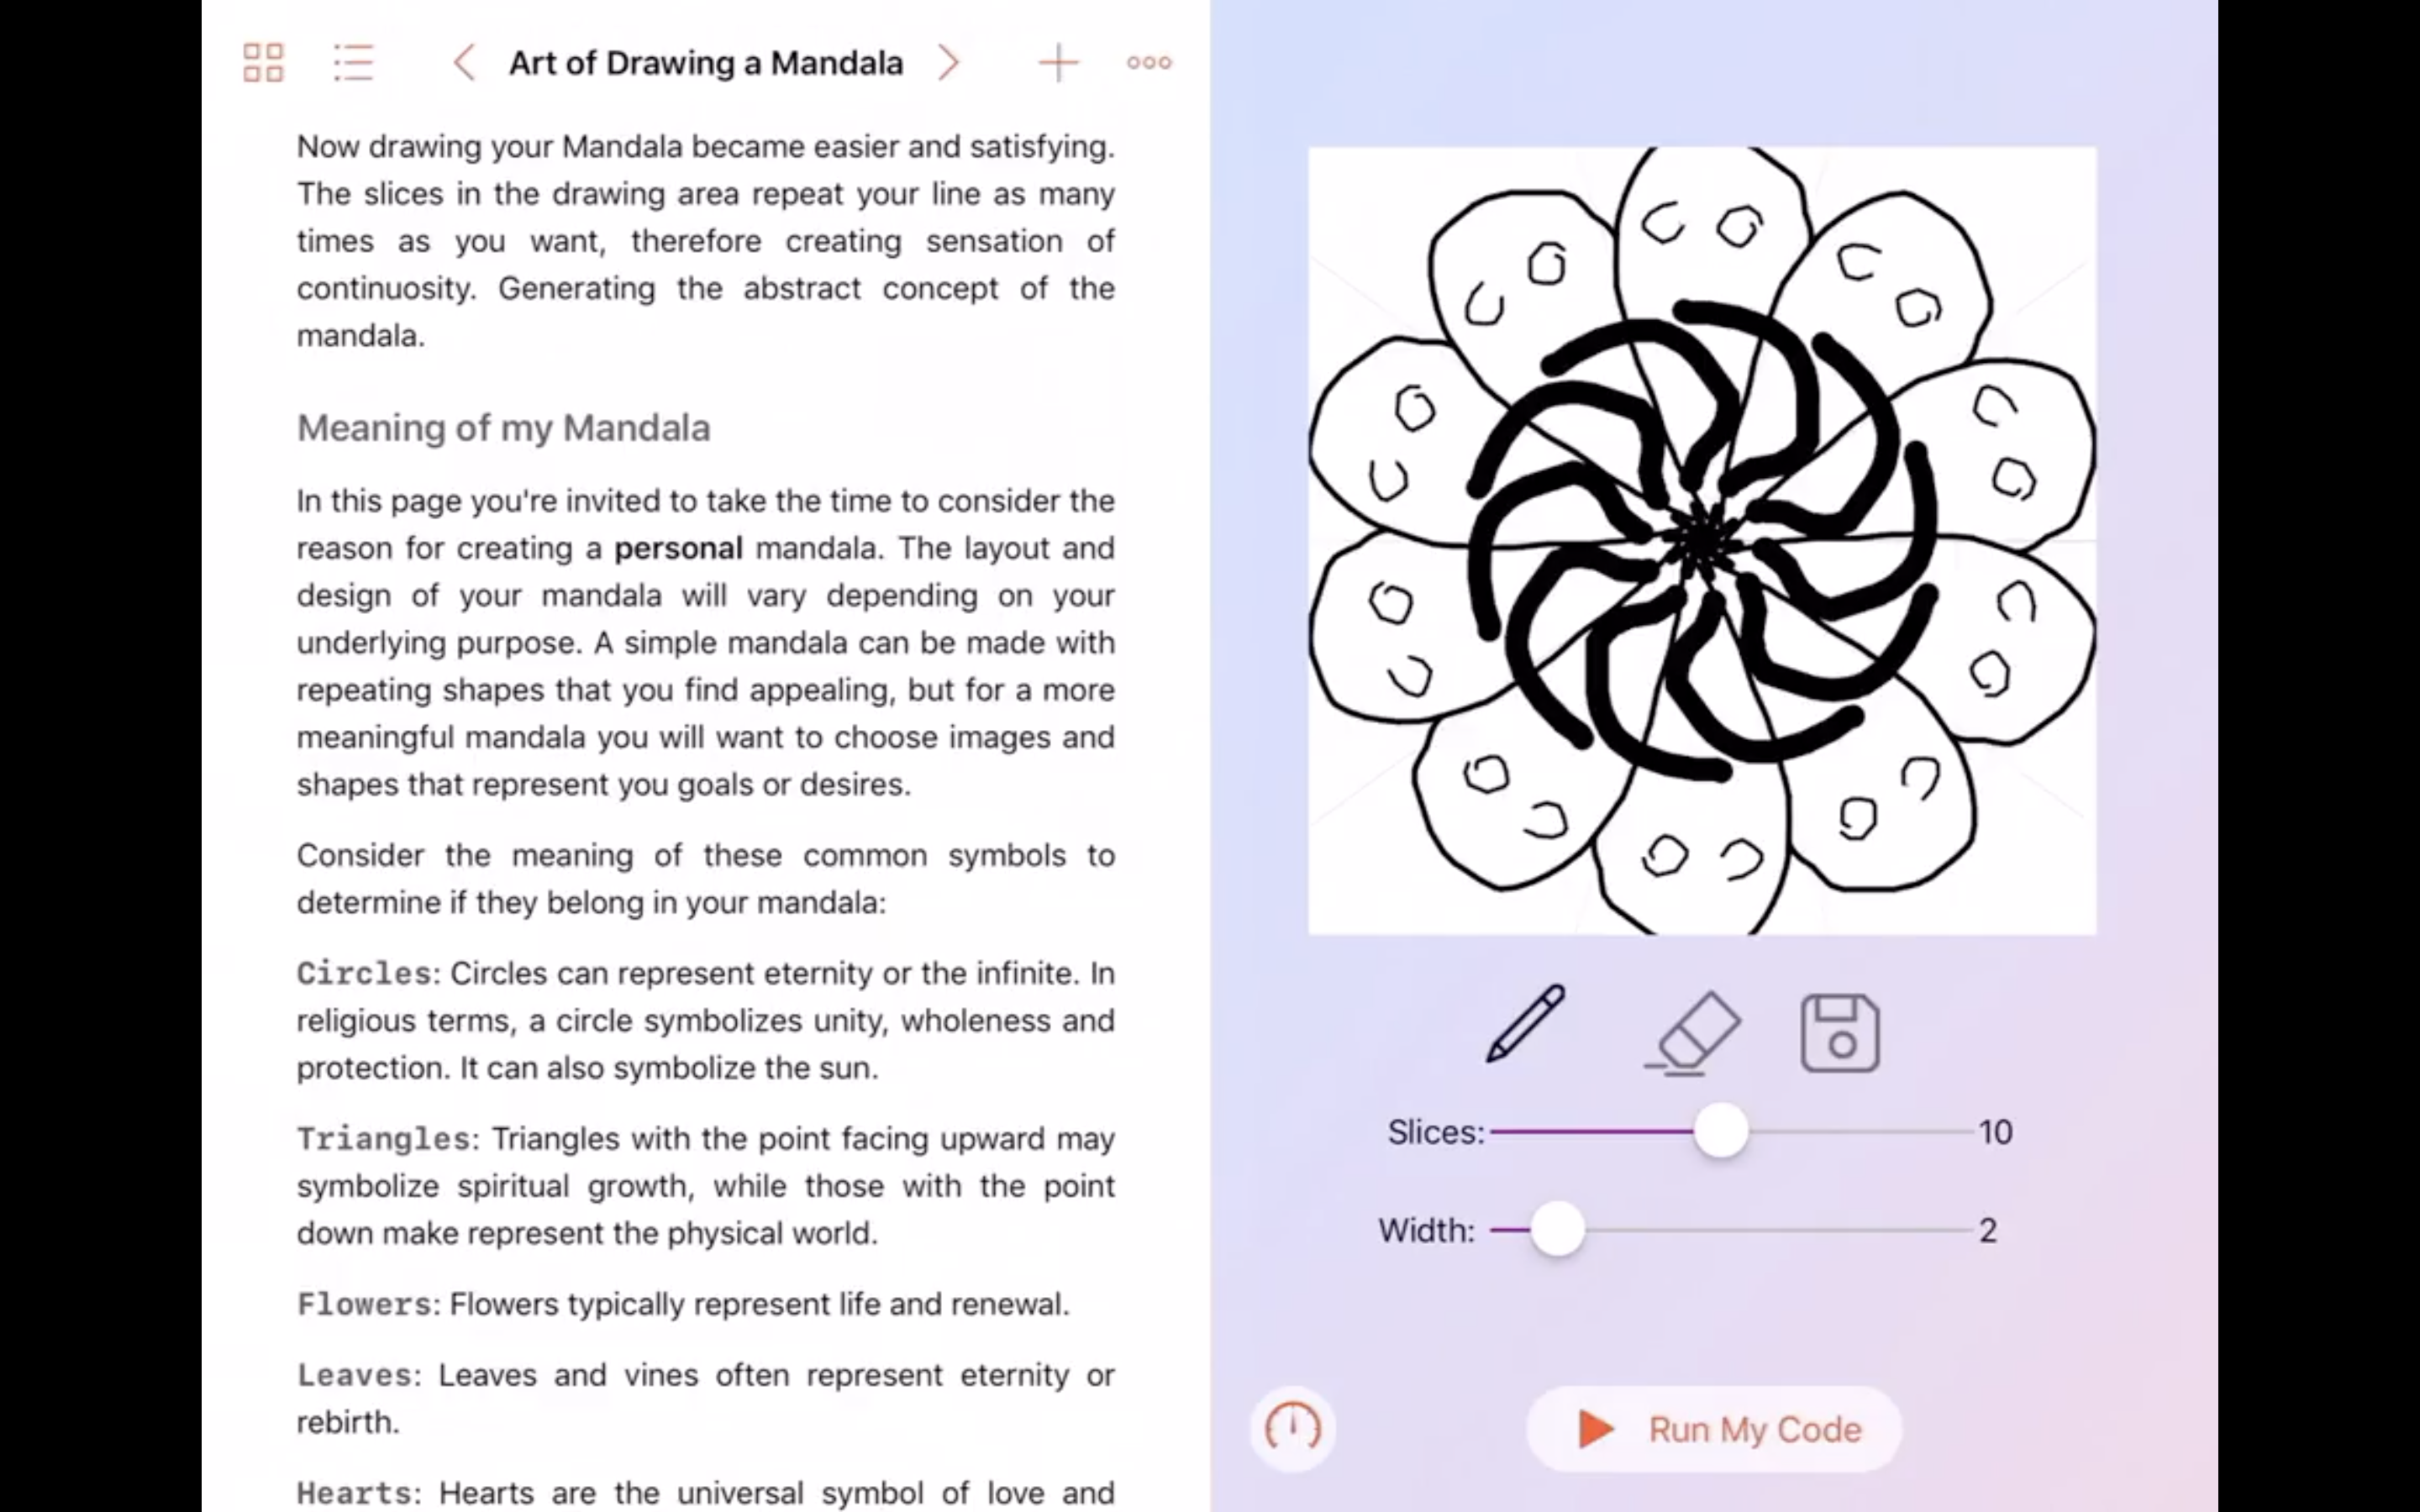 Art of Drawing a Mandala
Now drawing your Mandala became easier and satisfying.
The slices in the drawing area repeat your line as many
times as you want, therefore creating sensation of
continuosity. Generating the abstract concept of the
mandala.
Meaning of my Mandala
In this page you're invited to take the time to consider the
reason for creating a personal mandala. The layout and
design of your mandala will vary depending on your
underlying purpose. A simple mandala can be made with
repeating shapes that you find appealing, but for a more
meaningful mandala you will want to choose images and
shapes that represent you goals or desires.
Consider the meaning of these common symbols to
determine if they belong in your mandala:
Circles: Circles can represent eternity or the infinite. In
religious terms, a circle symbolizes unity, wholeness and
protection. It can also symbolize the sun.
Triangles: Triangles with the point facing upward may
symbolize spiritual growth, while those with the point
down make represent the physical world.
Flowers: Flowers typically represent life and renewal.
Leaves: Leaves and vines often represent eternity or
rebirth.
Hearts: Hearts are the universal symbol of love and
Slices: 10
Width: 2
Run My Code